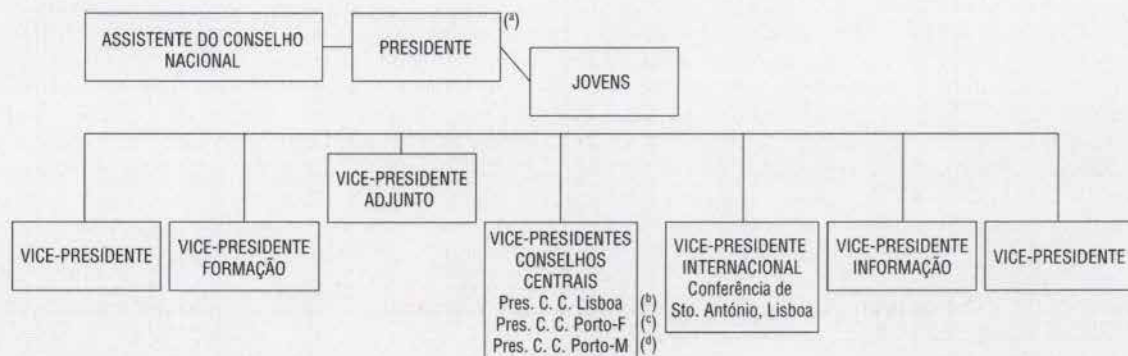 ASSISTENTE DO CONSELHO
NACIONAL
PRESIDENTE
(a)
JOVENS
VICE-PRESIDENTE
ADJUNTO
VICE-PRESIDENTE
VICE-PRESIDENTE
FORMAÇÃO
VICE-PRESIDENTES
CONSELHOS
CENTRAIS
Pres. C. C. Lisboa (b)
Pres. C. C. Porto-F (c)
Pres. C. C. Porto-M (d)
VICE-PRESIDENTE
INTERNACIONAL
Conferência de
Sto. António, Lisboa
VICE-PRESIDENTE
INFORMAÇÃO
VICE-PRESIDENTE